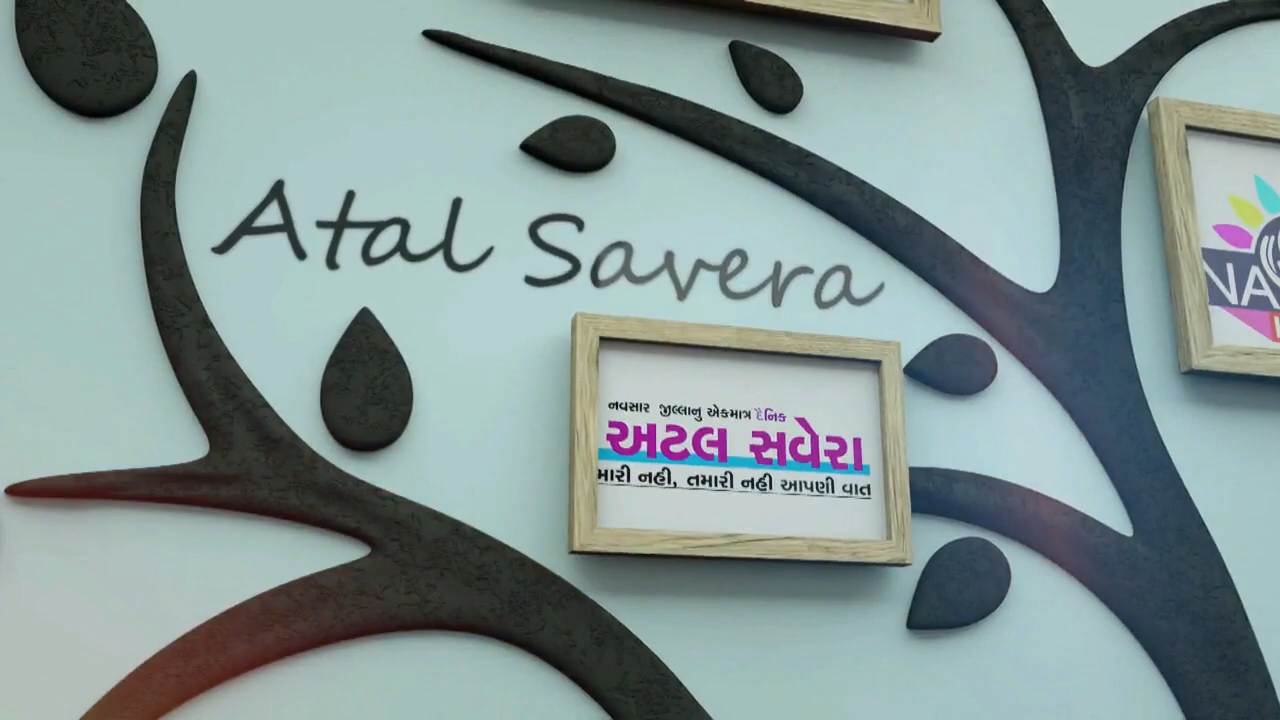 Atal Savera
નવસાર જીલ્લાનુ એકમાત્ર દૈનિક
અટલ સવેરા
મારી નહી, તમારી નહી આપણી વાત